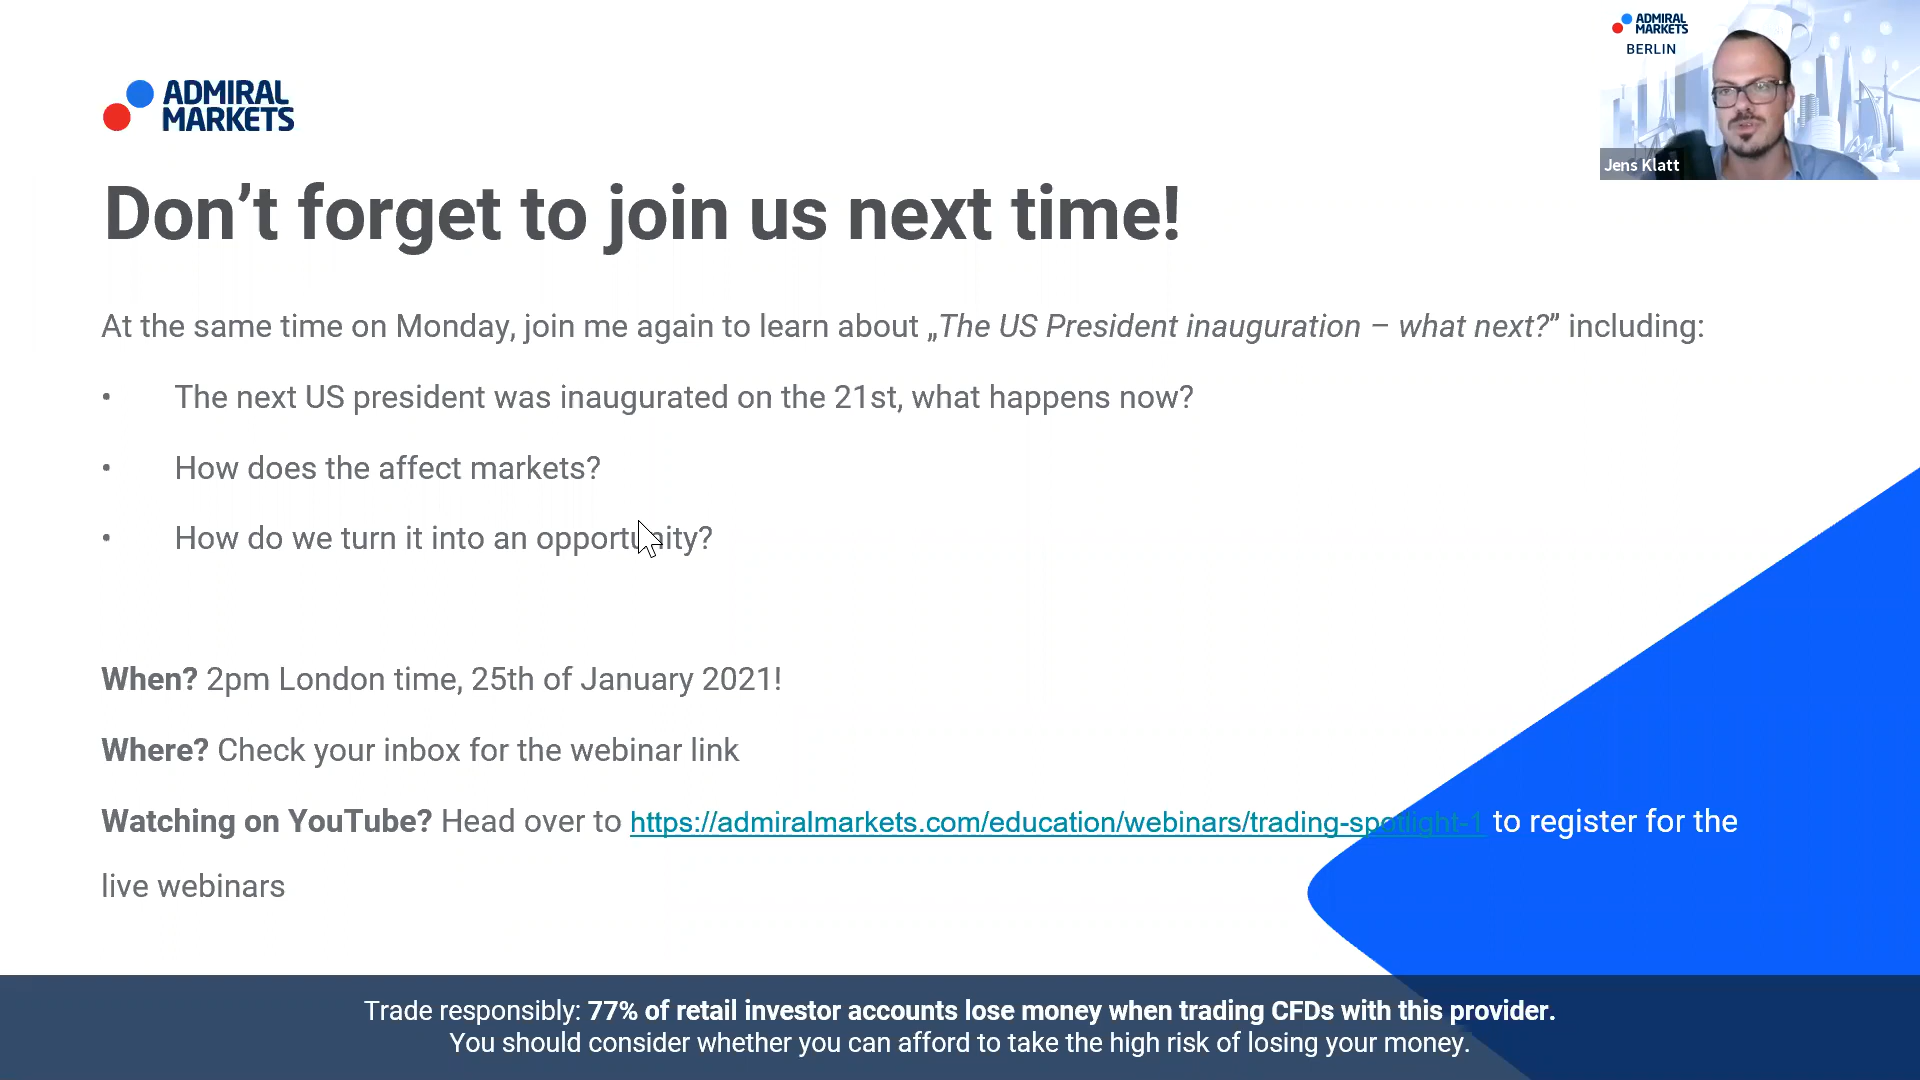 ADMIRAL
MARKETS
BERLIN
Jens Klatt
ADMIRAL
MARKETS
Don’t forget to join us next time!
At the same time on Monday, join me again to learn about „The US President inauguration – what next?” including:
• The next US president was inaugurated on the 21st, what happens now?
• How does the affect markets?
• How do we turn it into an opportunity?
When? 2pm London time, 25th of January 2021!
Where? Check your inbox for the webinar link
Watching on YouTube? Head over to https://admiralmarkets.com/education/webinars/trading-spotlight-1 to register for the
live webinars
Trade responsibly: 77% of retail investor accounts lose money when trading CFDs with this provider.
You should consider whether you can afford to take the high risk of losing your money.